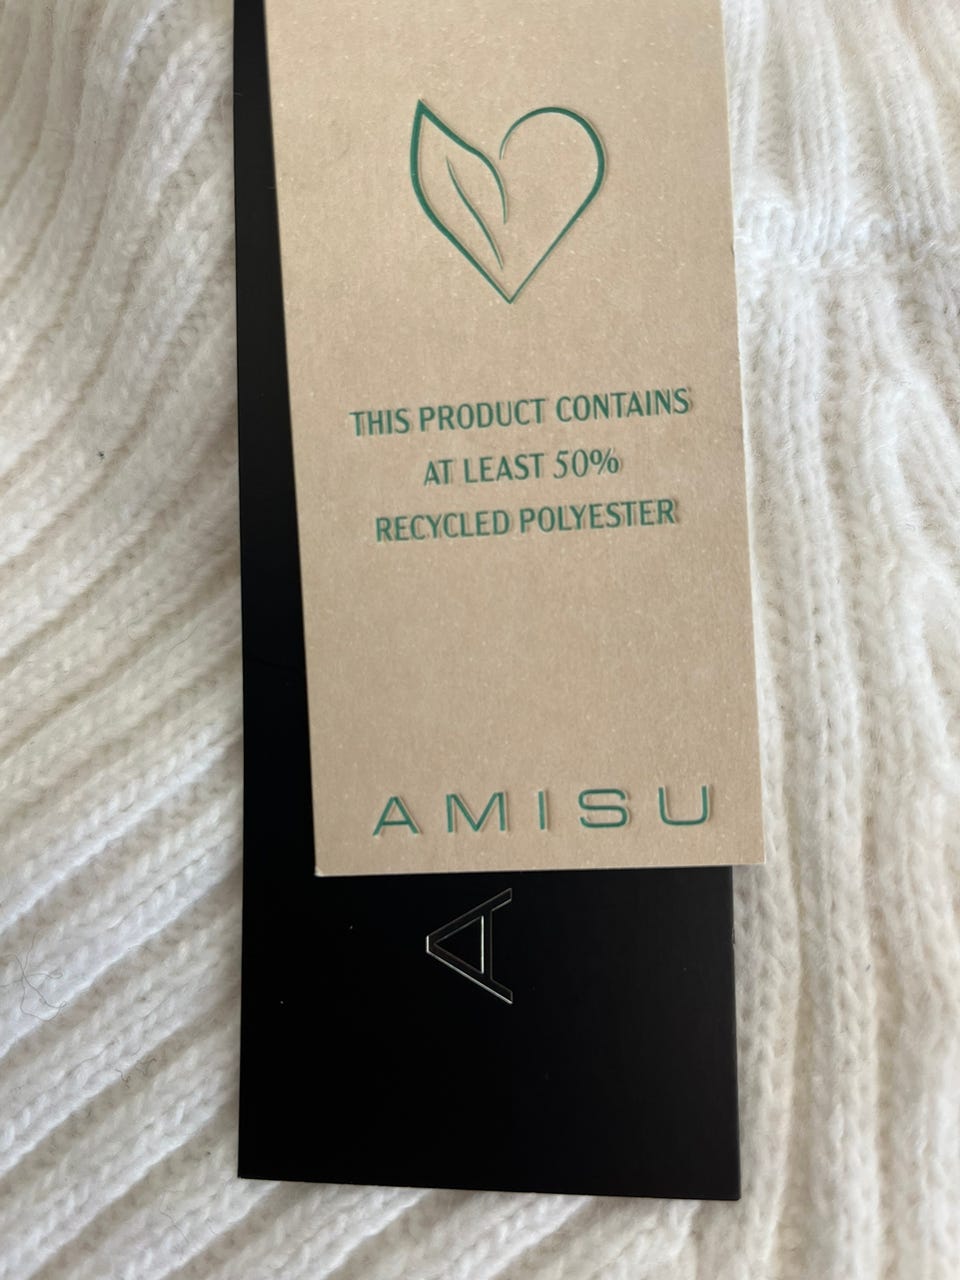 THIS PRODUCT CONTAINS
AT LEAST 50%
RECYCLED POLYESTER
AMISU
A